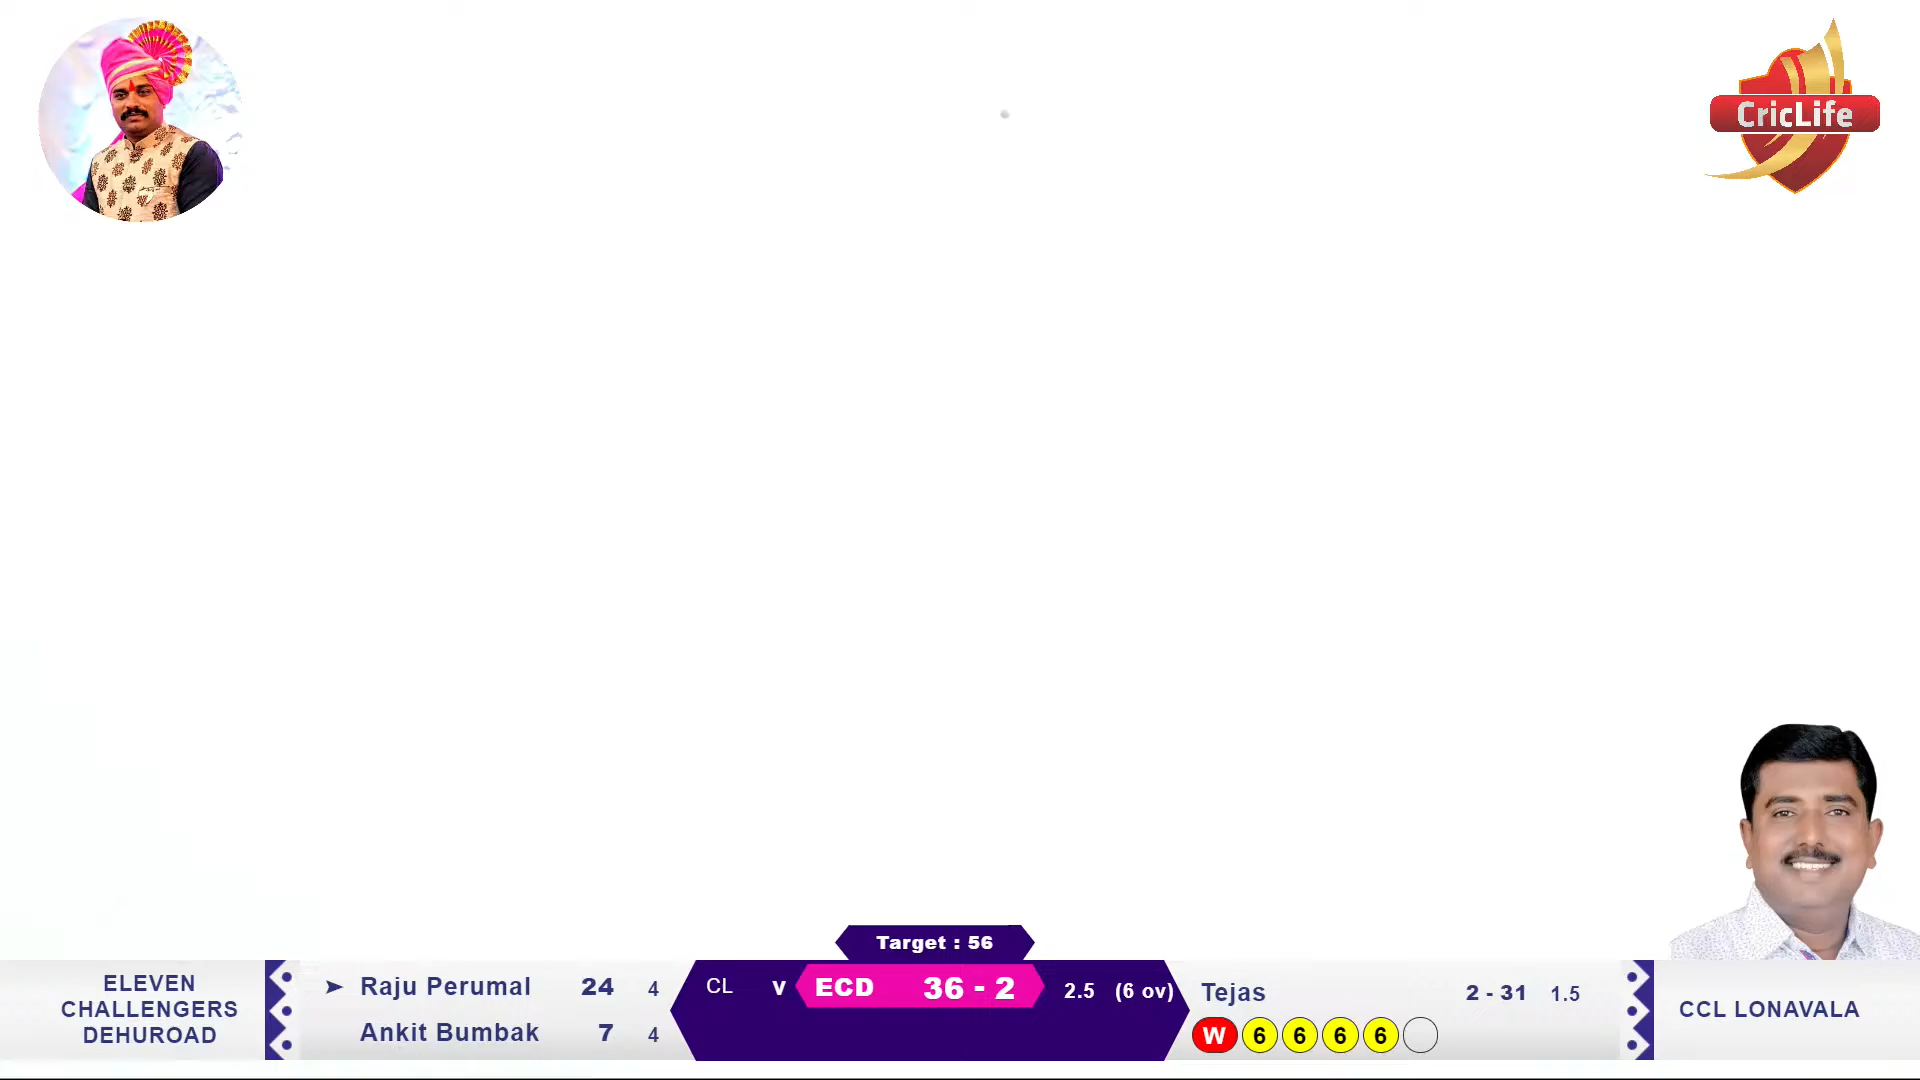 CricLife
Target : 56
ELEVEN
CHALLENGERS
DEHUROAD
➤ Raju Perumal 24 4
Ankit Bumbak 7 4
CL v ECD 36 - 2 2.5 (6 ov)
Tejas 2 - 31 1.5
W 6 6 6 6
CCL LONAVALA